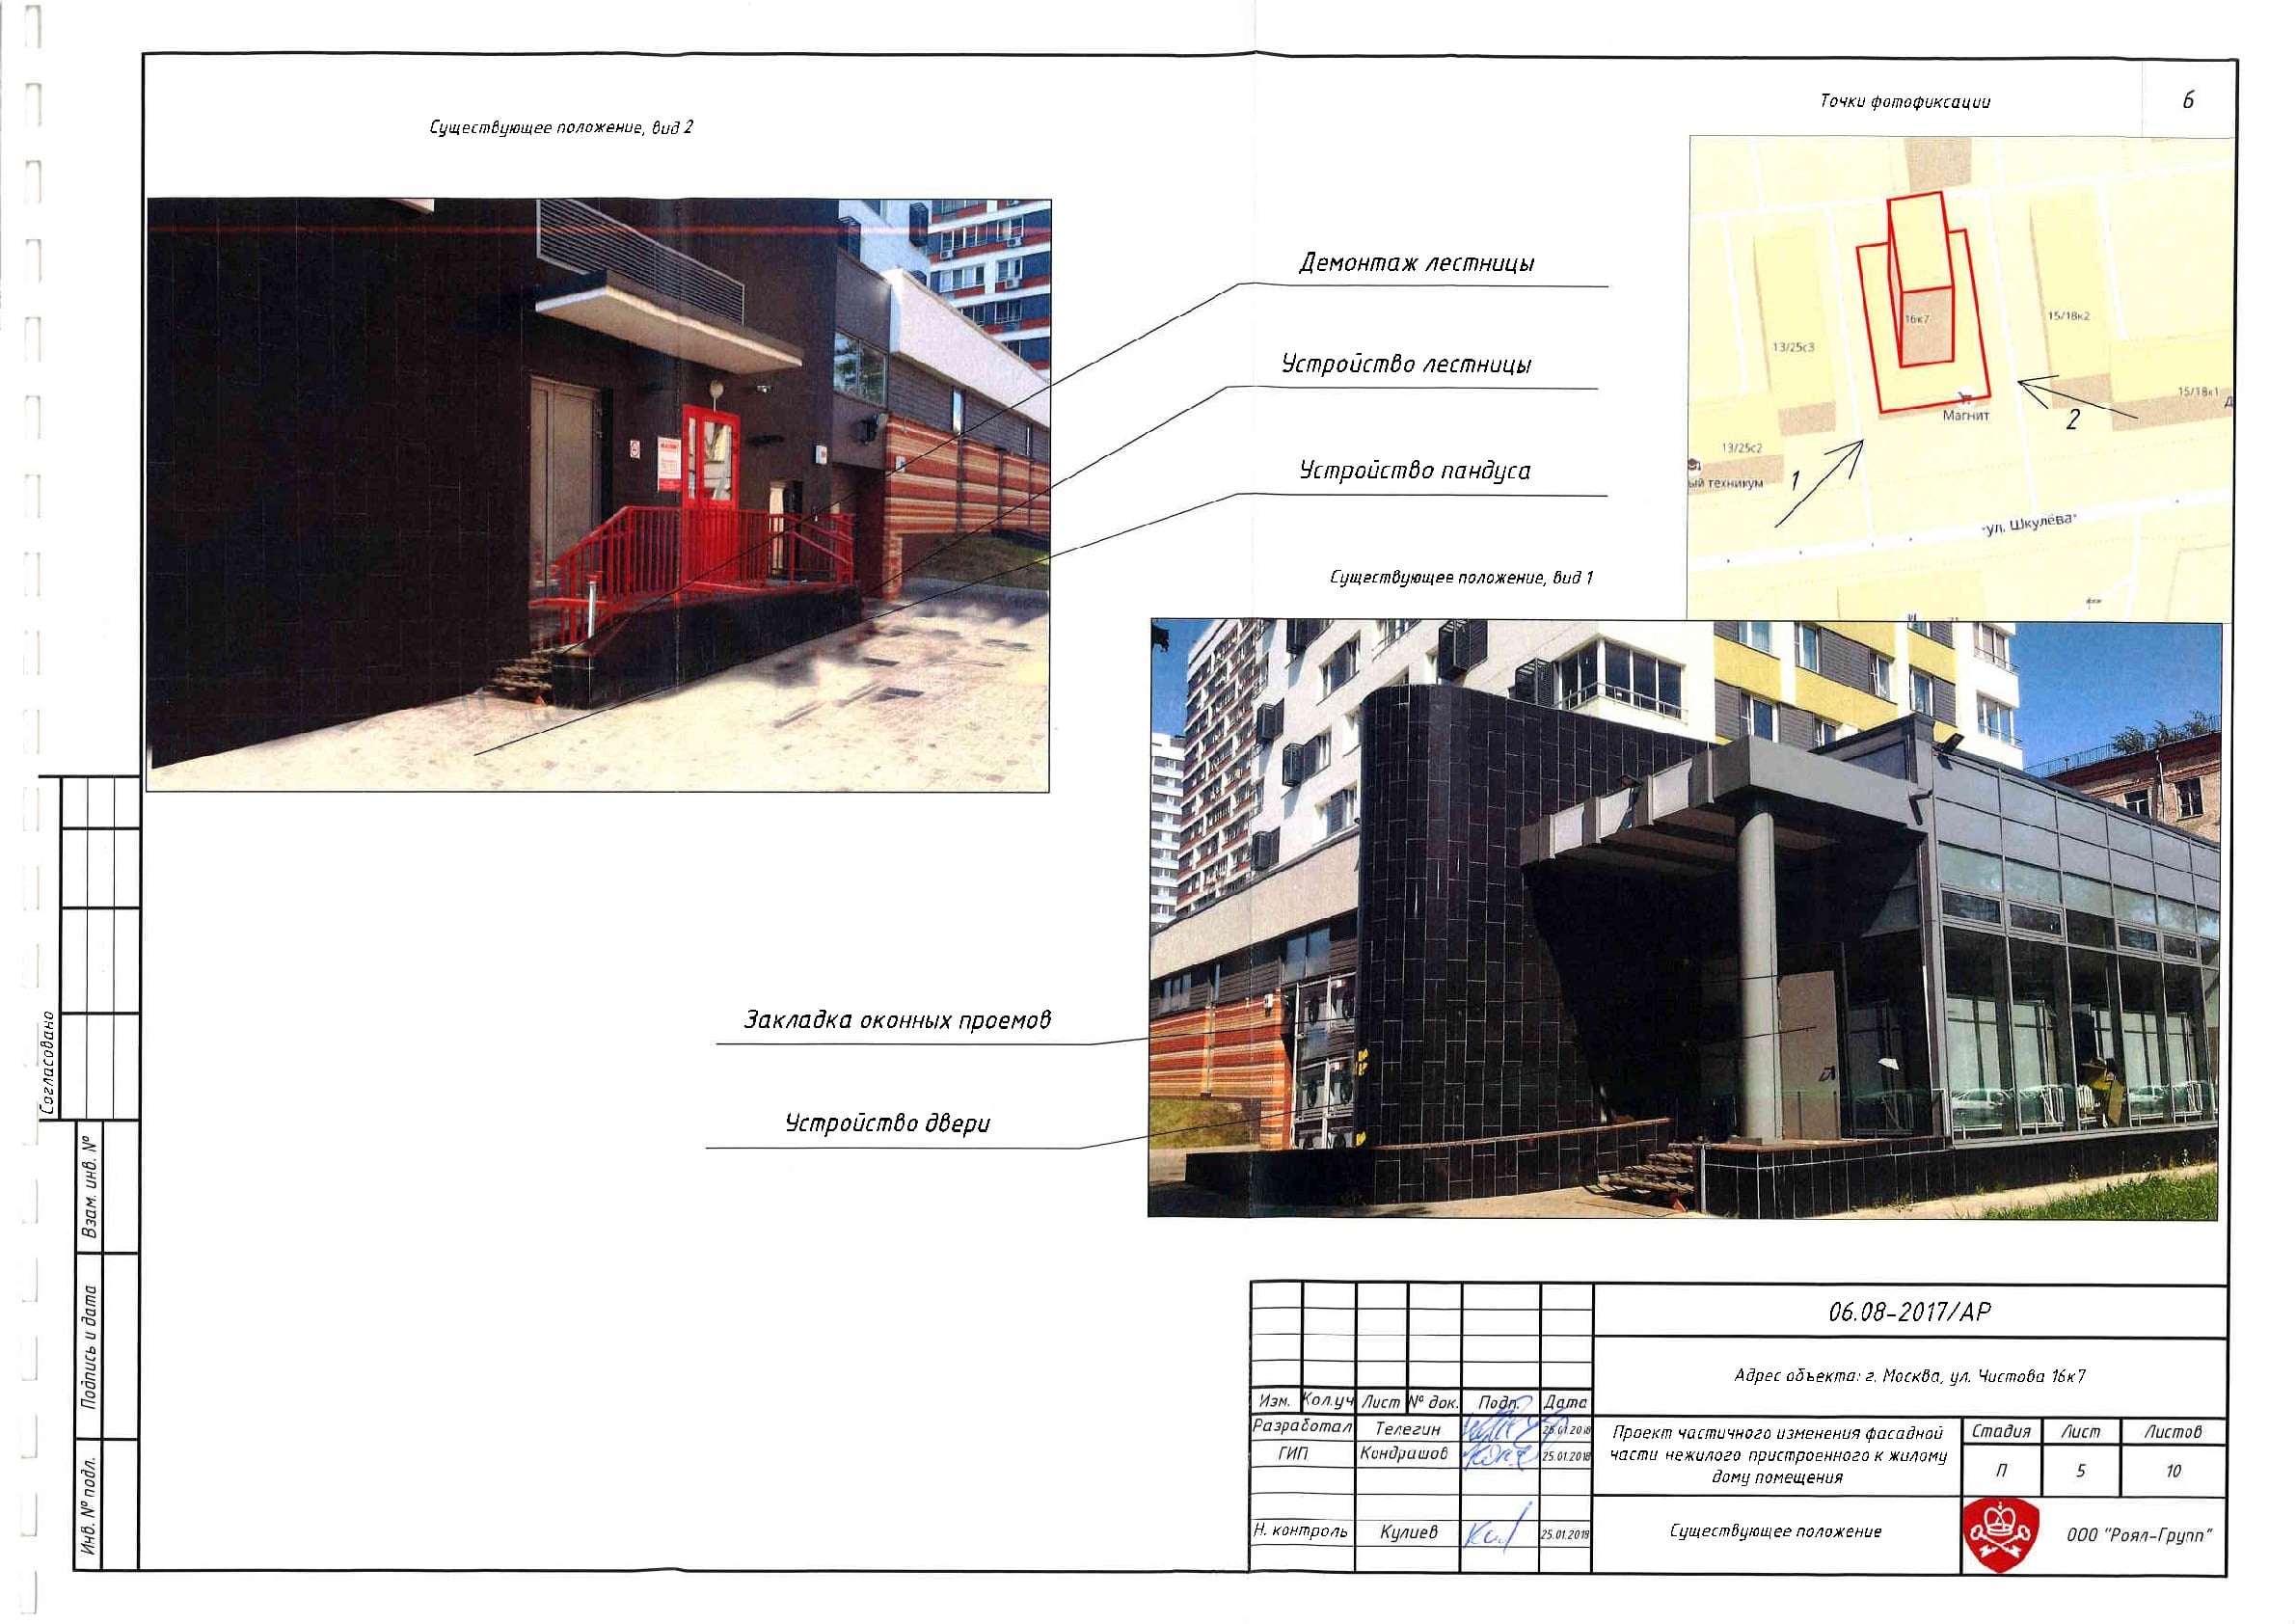 Точки фотофиксации
6
Существующее положение, вид 2
Демонтаж лестницы
Устройство лестницы
Устройство пандуса
16к7
15/18к2
13/25с3
15/18к1
Магнит
2
13/25с2
ый техникум
1
ул. Шкулёва
Существующее положение, вид 1
Закладка оконных проемов
Устройство двери
Согласовано
Взам. инв. №
Подпись и дата
Инв. № подл.
06.08-2017/АР
Адрес объекта: г. Москва, ул. Чистова 16к7
Изм. Кол.уч Лист № док. Подп. Дата
Разработал Телегин 25.01.2018
ГИП Кондрашов 25.01.2018
Н. контроль Кулиев 25.01.2018
Проект частичного изменения фасадной
части нежилого пристроенного к жилому
дому помещения
Стадия Лист Листов
П 5 10
Существующее положение
ООО "Роял-Групп"